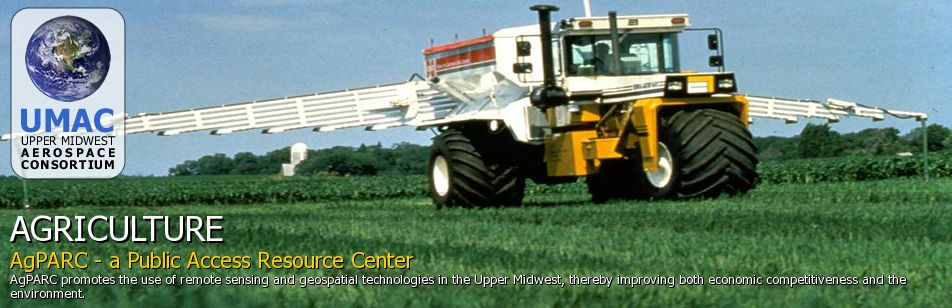 UMAC
UPPER MIDWEST
AEROSPACE
CONSORTIUM
AGRICULTURE
AgPARC - a Public Access Resource Center
AgPARC promotes the use of remote sensing and geospatial technologies in the Upper Midwest, thereby improving both economic competitiveness and the
environment.